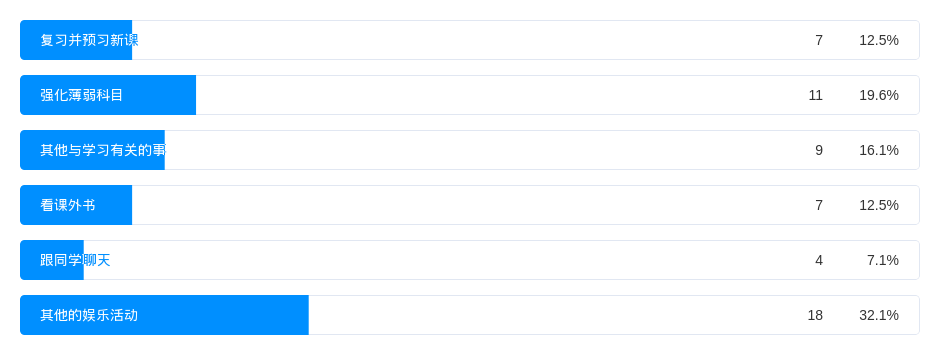 复习并预习新课 7 12.5%
强化薄弱科目 11 19.6%
其他与学习有关的事 9 16.1%
看课外书 7 12.5%
跟同学聊天 4 7.1%
其他的娱乐活动 18 32.1%